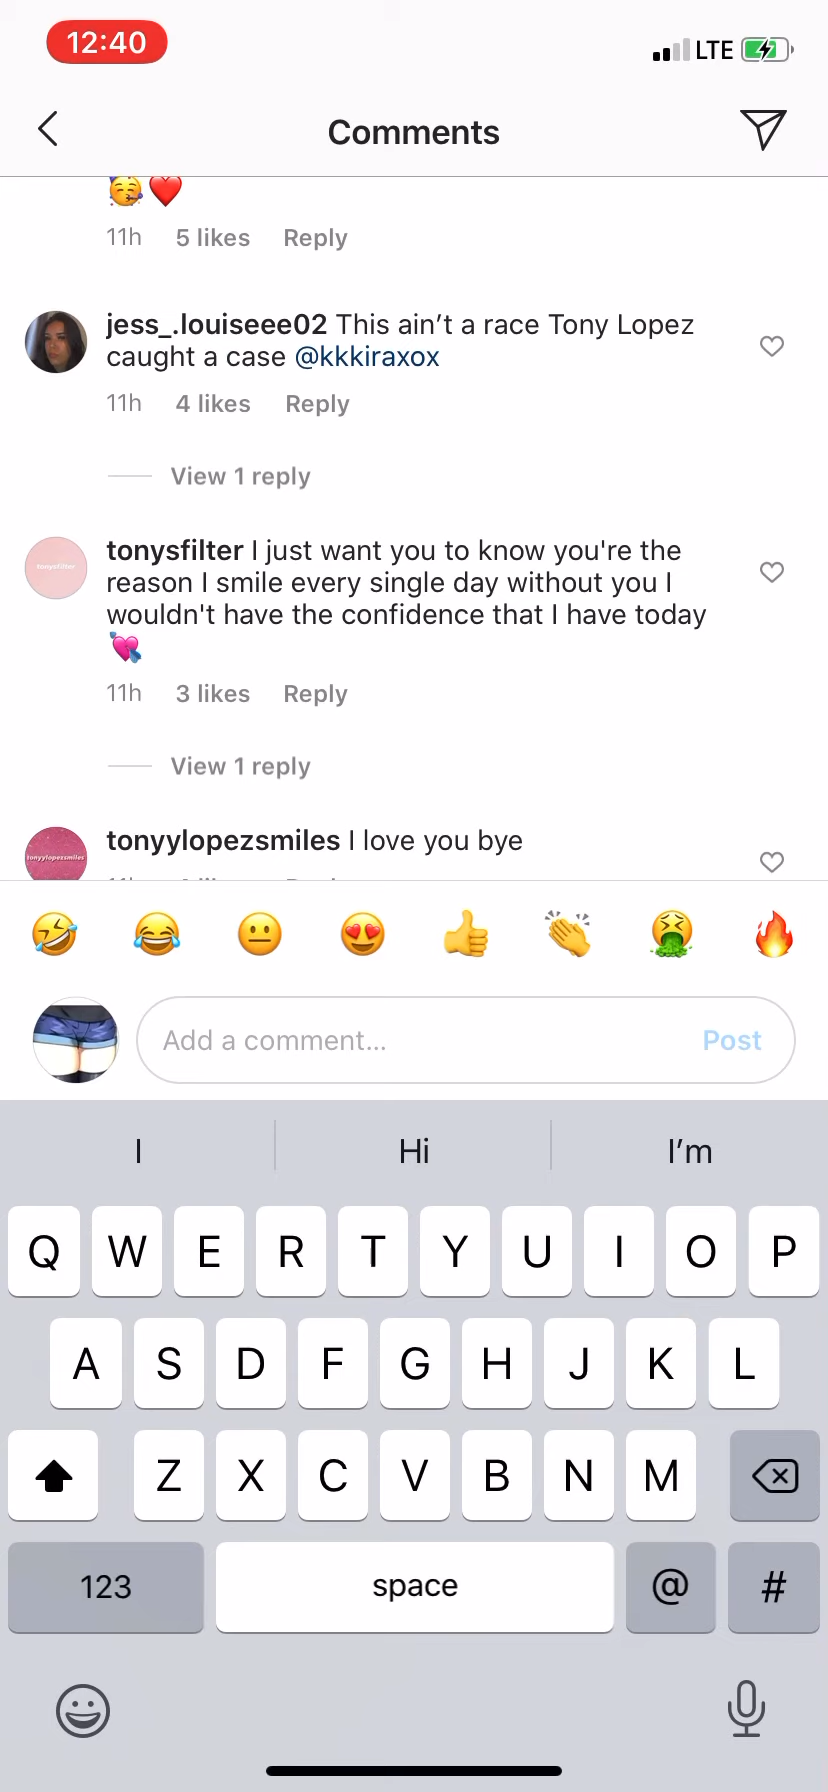 12:40
LTE
Comments
11h 5 likes Reply
jess_.louiseee02 This ain't a race Tony Lopez
caught a case @kkkiraxox
11h 4 likes Reply
View 1 reply
tonysfilter
tonysfilter I just want you to know you're the
reason I smile every single day without you I
wouldn't have the confidence that I have today
11h 3 likes Reply
View 1 reply
tonyylopezsmiles I love you bye
tonyylopezsmiles
Add a comment... Post
I Hi I'm
Q W E R T Y U I O P
A S D F G H J K L
Z X C V B N M
123 space @ #